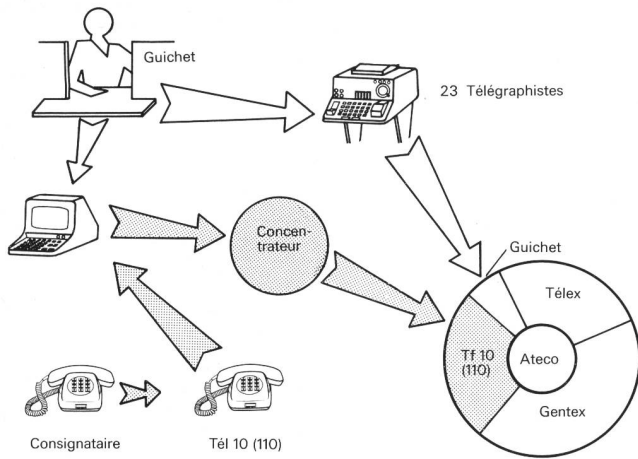 Guichet
23 Télégraphistes
Concen-
trateur
Guichet
Télex
Tf 10
(110)
Ateco
Gentex
Consignataire
Tél 10 (110)